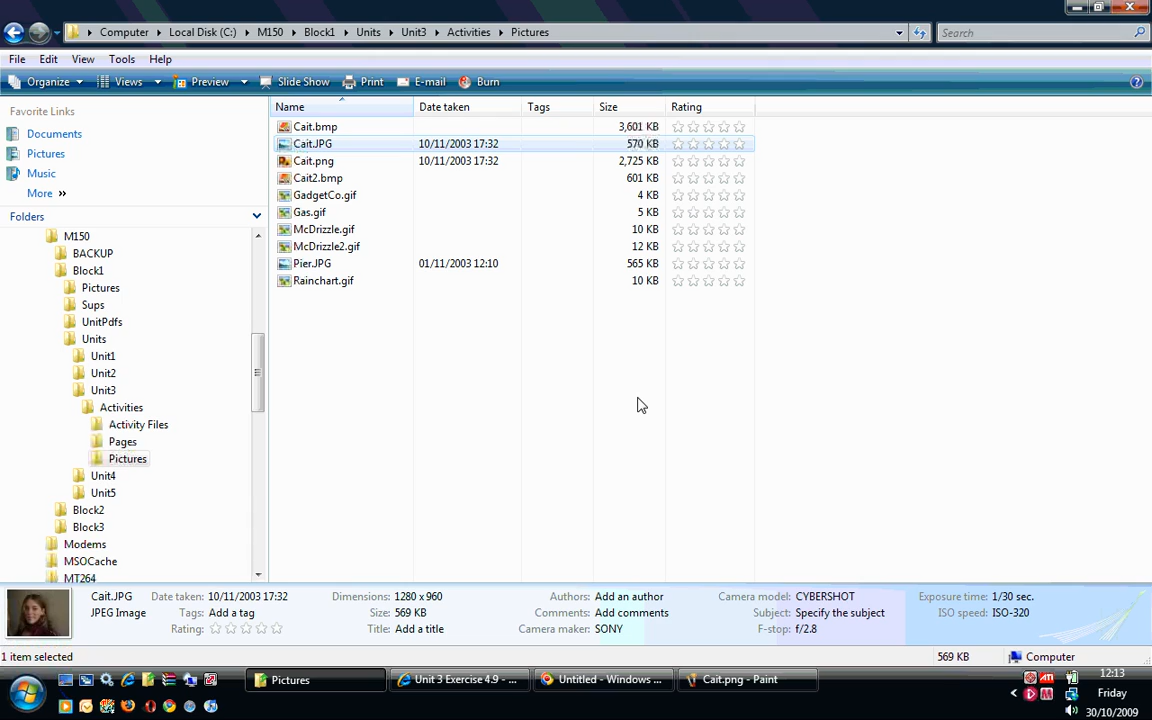 Computer Local Disk (C:) M150 Block1 Units Unit3 Activities Pictures Search
File Edit View Tools Help
Organize Views Preview Slide Show Print E-mail Burn
Favorite Links
Documents
Pictures
Music
More »
Folders
M150
BACKUP
Block1
Pictures
Sups
UnitPdfs
Units
Unit1
Unit2
Unit3
Activities
Activity Files
Pages
Pictures
Unit4
Unit5
Block2
Block3
Modems
MSOCache
MT264
Name Date taken Tags Size Rating
Cait.bmp 3,601 KB
Cait.JPG 10/11/2003 17:32 570 KB
Cait.png 10/11/2003 17:32 2,725 KB
Cait2.bmp 601 KB
GadgetCo.gif 4 KB
Gas.gif 5 KB
McDrizzle.gif 10 KB
McDrizzle2.gif 12 KB
Pier.JPG 01/11/2003 12:10 565 KB
Rainchart.gif 10 KB
Cait.JPG Date taken: 10/11/2003 17:32 Dimensions: 1280 x 960 Authors: Add an author Camera model: CYBERSHOT Exposure time: 1/30 sec.
JPEG Image Tags: Add a tag Size: 569 KB Comments: Add comments Subject: Specify the subject ISO speed: ISO-320
Rating: Title: Add a title Camera maker: SONY F-stop: f/2.8
1 item selected 569 KB Computer
Pictures Unit 3 Exercise 4.9 - ... Untitled - Windows ... Cait.png - Paint
12:13
Friday
30/10/2009